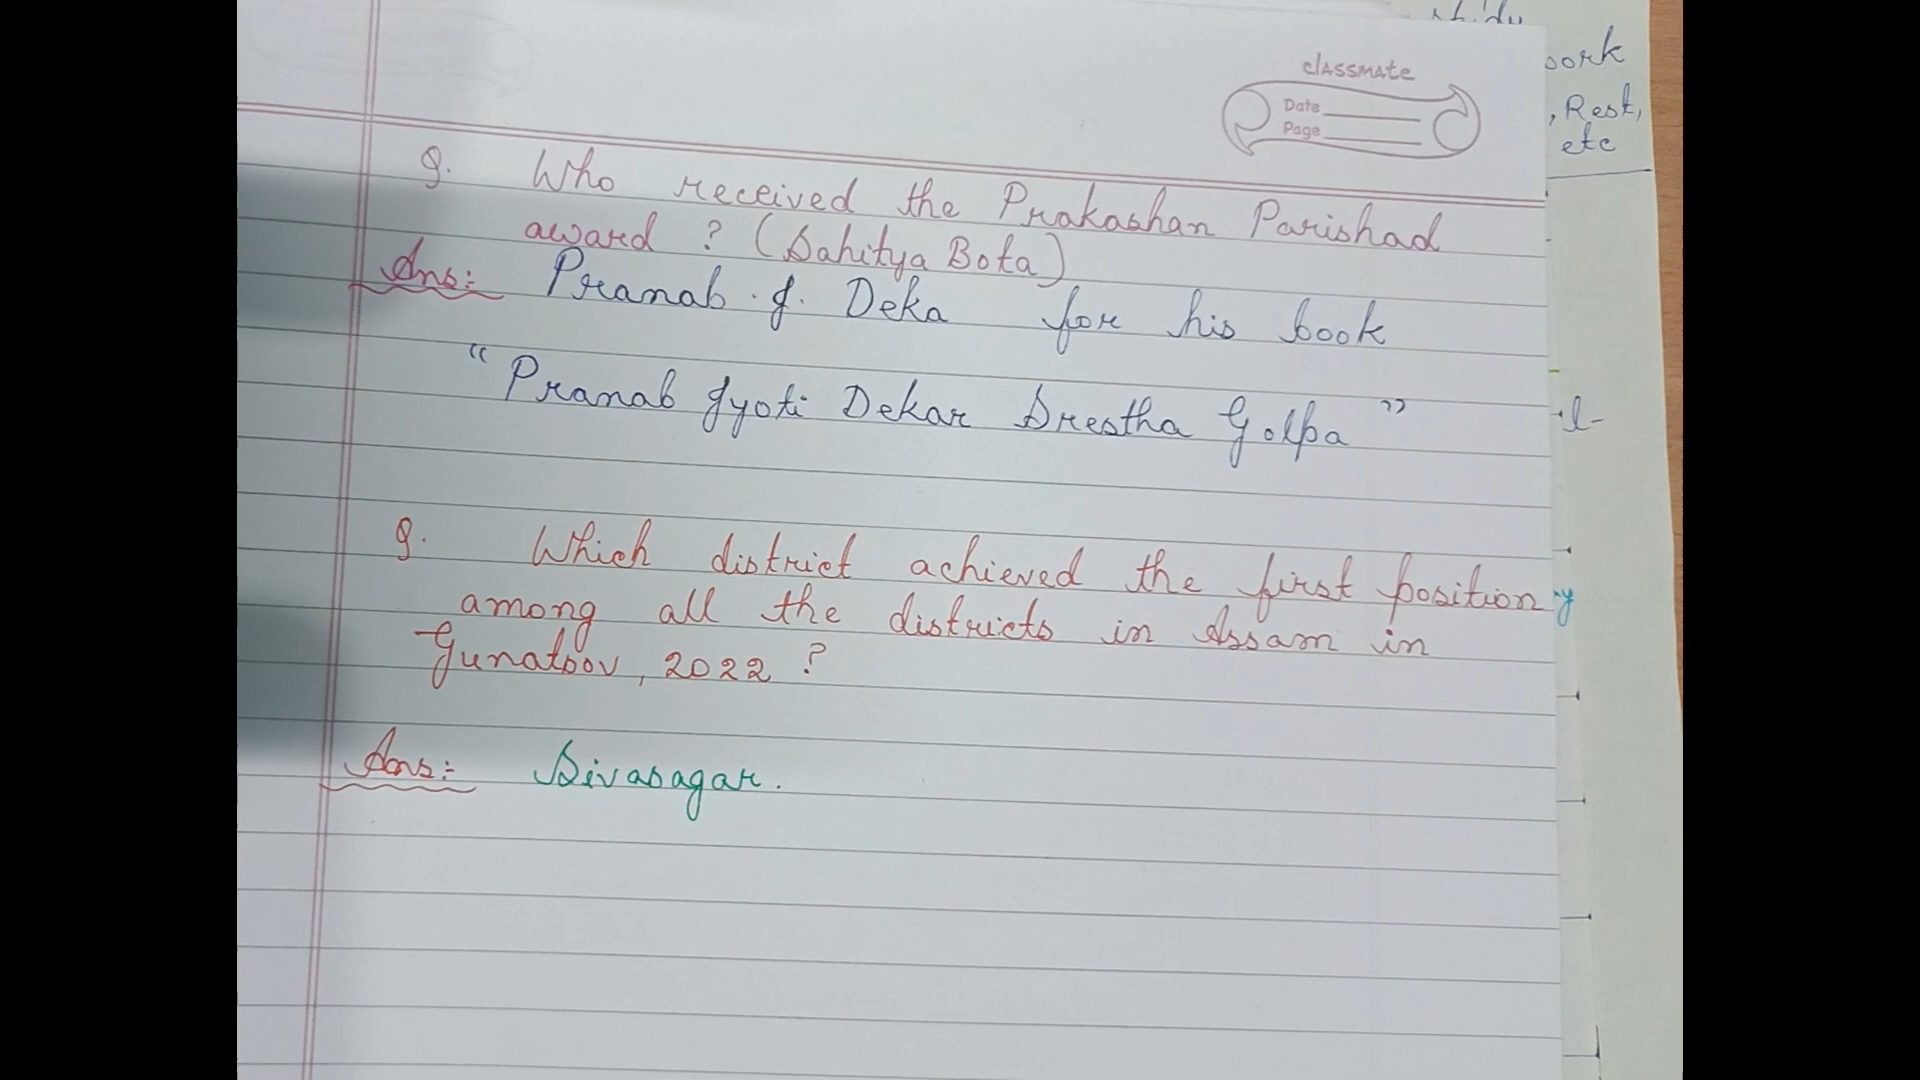 classmate
Date
Page
Q. Who received the Prakashan Parishad
award ? (Sahitya Bota)
Ans:- Pranab . J. Deka for his book
“Pranab Jyoti Dekar Srestha Golpa”
Q. Which district achieved the first position
among all the districts in Assam in
Gunatsov, 2022 ?
Ans:- Sivasagar.
, Rest,
etc